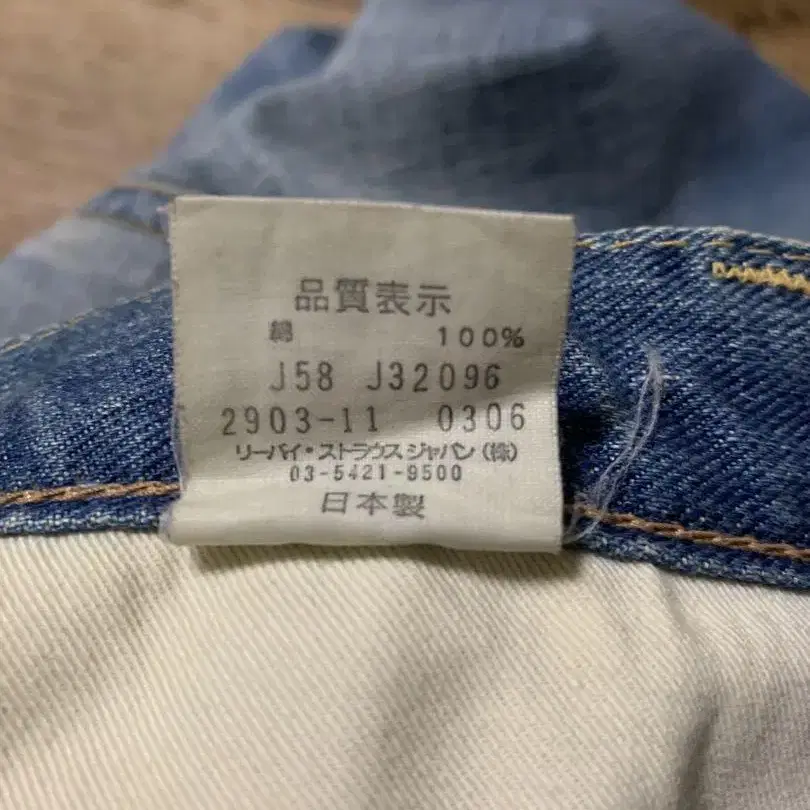 品質表示
綿 100%
J58 J32096
2903-11 0306
リーバイ・ストラウスジャパン(株)
03-5421-9500
日本製